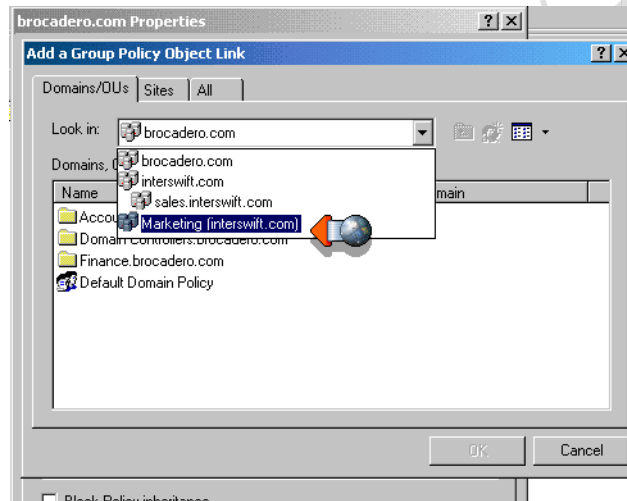 brocadero.com Properties
Add a Group Policy Object Link
Domains/OUs Sites All
Look in: brocadero.com
Domains,
brocadero.com
interswift.com
sales.interswift.com
Marketing (interswift.com)
Name main
Accou
Domain Controllers.brocadero.com
Finance.brocadero.com
Default Domain Policy
OK Cancel
Block Policy inheritance